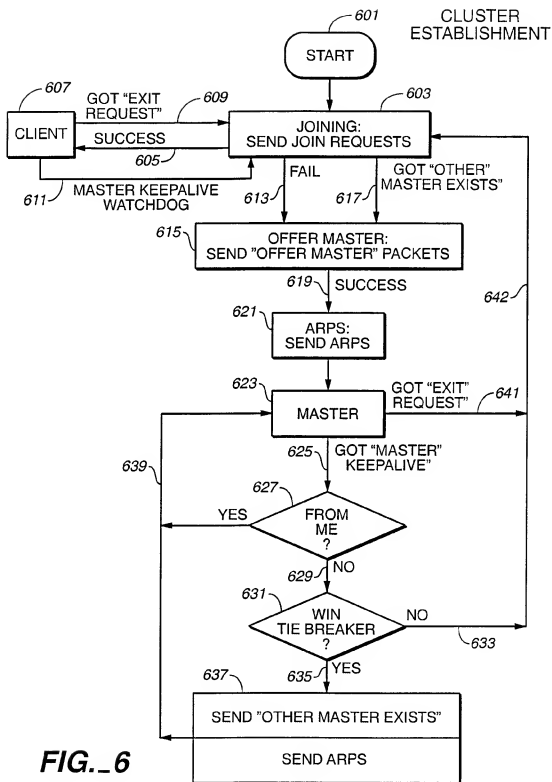 CLUSTER
ESTABLISHMENT
601
START
607
CLIENT
GOT "EXIT
REQUEST"
609
SUCCESS
605
611
MASTER KEEPALIVE
WATCHDOG
603
JOINING:
SEND JOIN REQUESTS
613
FAIL
617
GOT "OTHER"
MASTER EXISTS"
615
OFFER MASTER:
SEND "OFFER MASTER" PACKETS
619
SUCCESS
642
621
ARPS:
SEND ARPS
623
MASTER
GOT "EXIT"
REQUEST"
641
625
GOT "MASTER"
KEEPALIVE"
639
627
FROM
ME
?
YES
629
NO
631
WIN
TIE BREAKER
?
NO
633
635
YES
637
SEND "OTHER MASTER EXISTS"
SEND ARPS
FIG._6